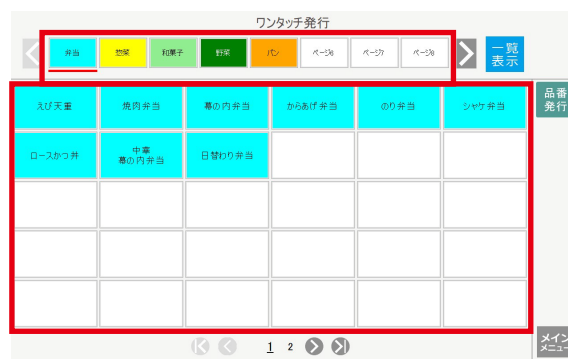 ワンタッチ発行
弁当 惣菜 和菓子 野菜 パン ページ6 ページ7 ページ8 一覧
表示
品番
発行
えび天重 焼肉弁当 幕の内弁当 からあげ弁当 のり弁当 シャケ弁当
ロースかつ丼 中華
幕の内弁当 日替わり弁当
1 2
メイン
メニュー